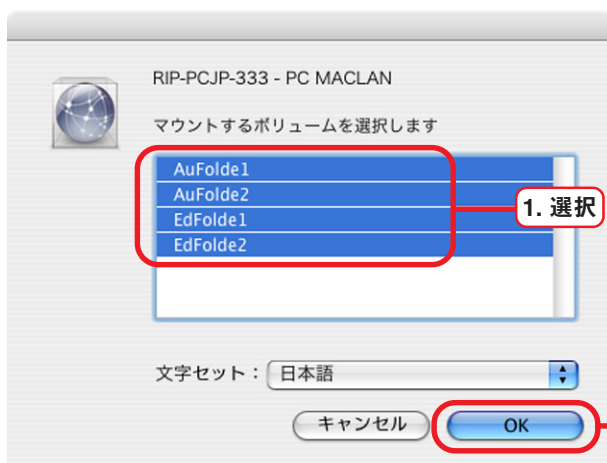 RIP-PCJP-333 - PC MACLAN
マウントするボリュームを選択します
AuFolde1
AuFolde2
EdFolde1
EdFolde2
1. 選択
文字セット： 日本語
キャンセル OK